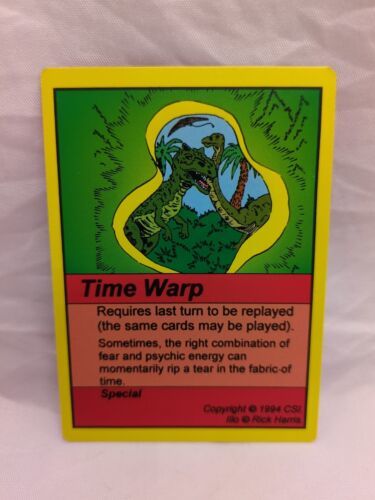 Time Warp
Requires last turn to be replayed
(the same cards may be played).
Sometimes, the right combination of
fear and psychic energy can
momentarily rip a tear in the fabric of
time.
Special
Copyright © 1994 CSI.
Illo © Rick Harris